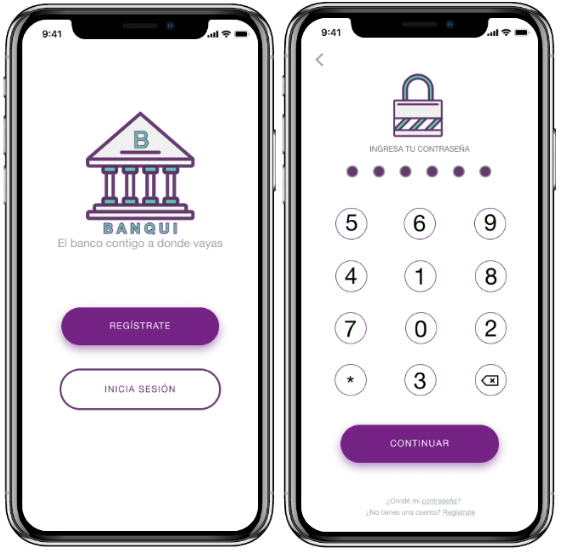 9:41
B
BANQUI
El banco contigo a donde vayas
REGÍSTRATE
INICIA SESIÓN
9:41
INGRESA TU CONTRASEÑA
5 6 9
4 1 8
7 0 2
* 3
CONTINUAR
¿Olvidé mi contraseña?
¿No tienes una cuenta? Regístrate